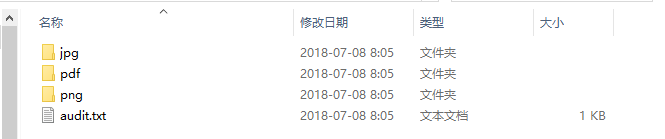 名称 修改日期 类型 大小
jpg 2018-07-08 8:05 文件夹
pdf 2018-07-08 8:05 文件夹
png 2018-07-08 8:05 文件夹
audit.txt 2018-07-08 8:05 文本文档 1 KB